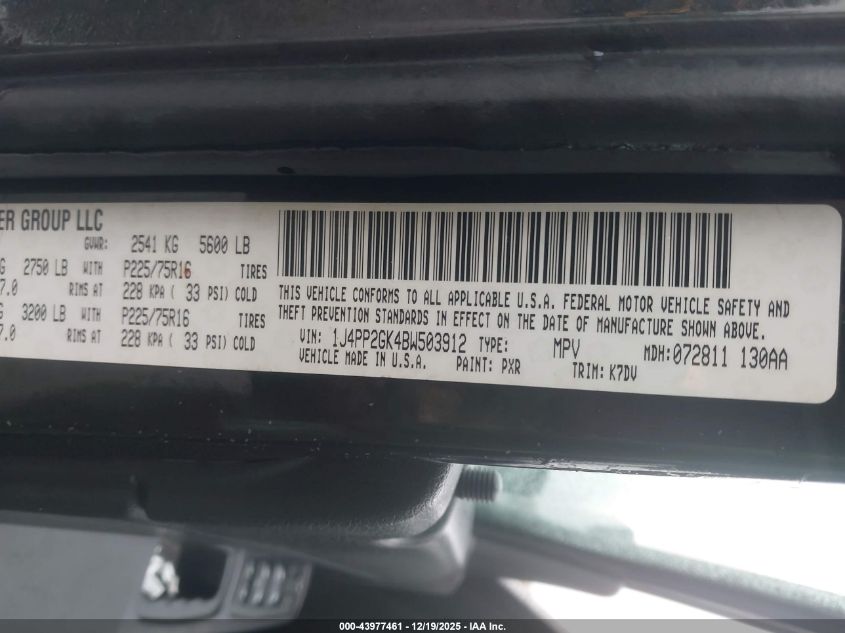 ER GROUP LLC
GVWR: 2541 KG 5600 LB
G 2750 LB WITH P225/75R16 TIRES
7.0 RIMS AT 228 KPA ( 33 PSI) COLD
G 3200 LB WITH P225/75R16 TIRES
7.0 RIMS AT 228 KPA ( 33 PSI) COLD
THIS VEHICLE CONFORMS TO ALL APPLICABLE U.S.A. FEDERAL MOTOR VEHICLE SAFETY AND
THEFT PREVENTION STANDARDS IN EFFECT ON THE DATE OF MANUFACTURE SHOWN ABOVE.
VIN: 1J4PP2GK4BW503912 TYPE: MPV MDH:072811 130AA
VEHICLE MADE IN U.S.A. PAINT: PXR TRIM: K7DV
000-43977461 - 12/19/2025 - IAA Inc.